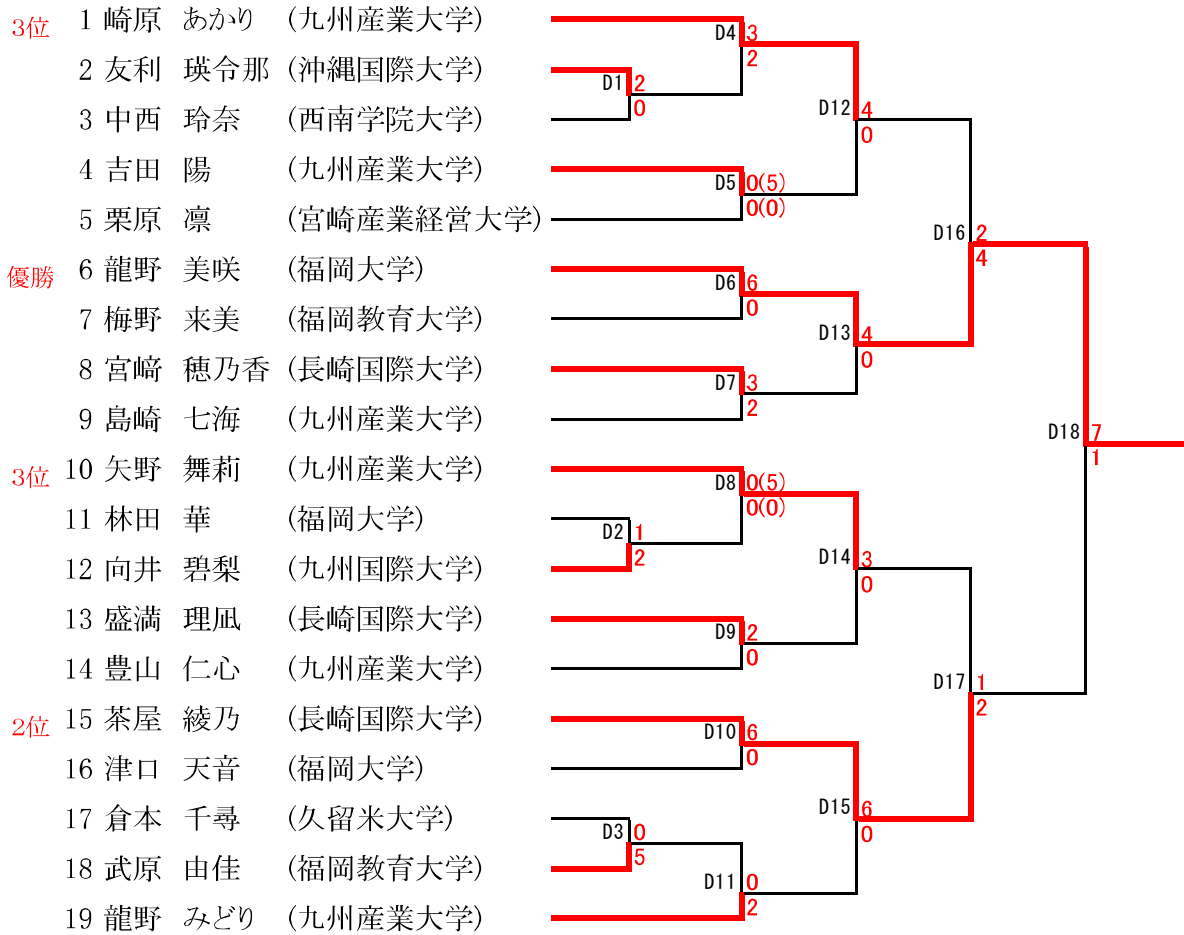 3位 1 崎原 あかり (九州産業大学)
2 友利 瑛令那 (沖縄国際大学)
3 中西 玲奈 (西南学院大学)
4 吉田 陽 (九州産業大学)
5 栗原 凛 (宮崎産業経営大学)
優勝 6 龍野 美咲 (福岡大学)
7 梅野 来美 (福岡教育大学)
8 宮﨑 穂乃香 (長崎国際大学)
9 島崎 七海 (九州産業大学)
3位 10 矢野 舞莉 (九州産業大学)
11 林田 華 (福岡大学)
12 向井 碧梨 (九州国際大学)
13 盛満 理凪 (長崎国際大学)
14 豊山 仁心 (九州産業大学)
2位 15 茶屋 綾乃 (長崎国際大学)
16 津口 天音 (福岡大学)
17 倉本 千尋 (久留米大学)
18 武原 由佳 (福岡教育大学)
19 龍野 みどり (九州産業大学)
D1 2
0
D2 1
2
D3 0
5
D4 3
2
D5 0(5)
0(0)
D6 6
0
D7 3
2
D8 0(5)
0(0)
D9 2
0
D10 6
0
D11 0
2
D12 4
0
D13 4
0
D14 3
0
D15 6
0
D16 2
4
D17 1
2
D18 7
1